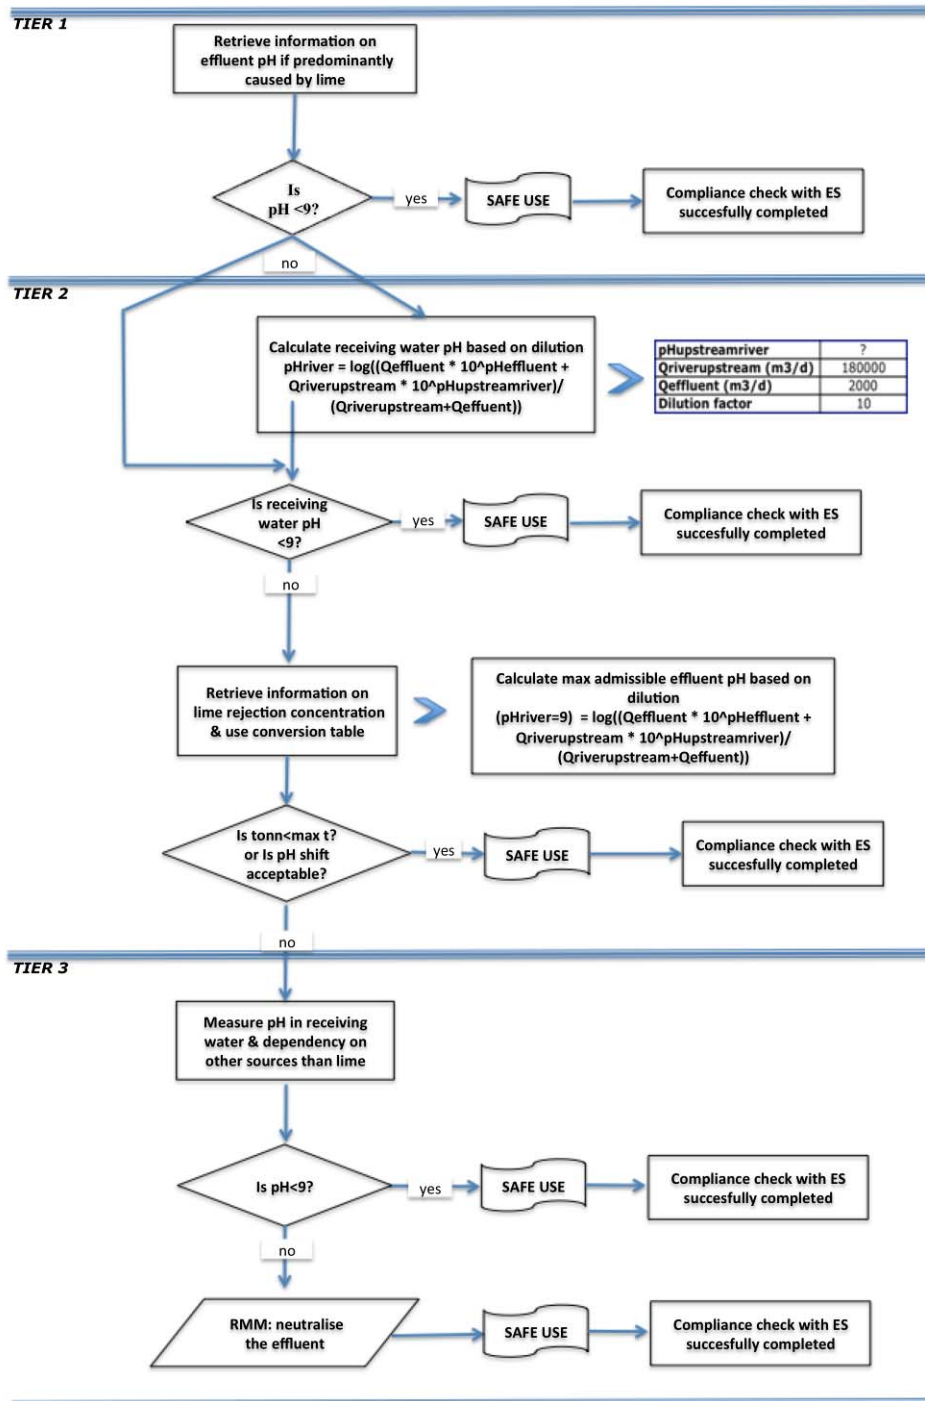 TIER 1
Retrieve information on
effluent pH if predominantly
caused by lime
Is
pH <9?
yes
SAFE USE
Compliance check with ES
succesfully completed
no
TIER 2
Calculate receiving water pH based on dilution
pHriver = log((Qeffluent * 10^pHeffluent +
Qriverupstream * 10^pHupstreamriver)/
(Qriverupstream+Qeffuent))
pHupstreamriver ?
Qriverupstream (m3/d) 180000
Qeffluent (m3/d) 2000
Dilution factor 10
Is receiving
water pH
<9?
yes
SAFE USE
Compliance check with ES
succesfully completed
no
Retrieve information on
lime rejection concentration
& use conversion table
Calculate max admissible effluent pH based on
dilution
(pHriver=9) = log((Qeffluent * 10^pHeffluent +
Qriverupstream * 10^pHupstreamriver)/
(Qriverupstream+Qeffuent))
Is tonn<max t?
or Is pH shift
acceptable?
yes
SAFE USE
Compliance check with ES
succesfully completed
no
TIER 3
Measure pH in receiving
water & dependency on
other sources than lime
Is pH<9?
yes
SAFE USE
Compliance check with ES
succesfully completed
no
RMM: neutralise
the effluent
SAFE USE
Compliance check with ES
succesfully completed